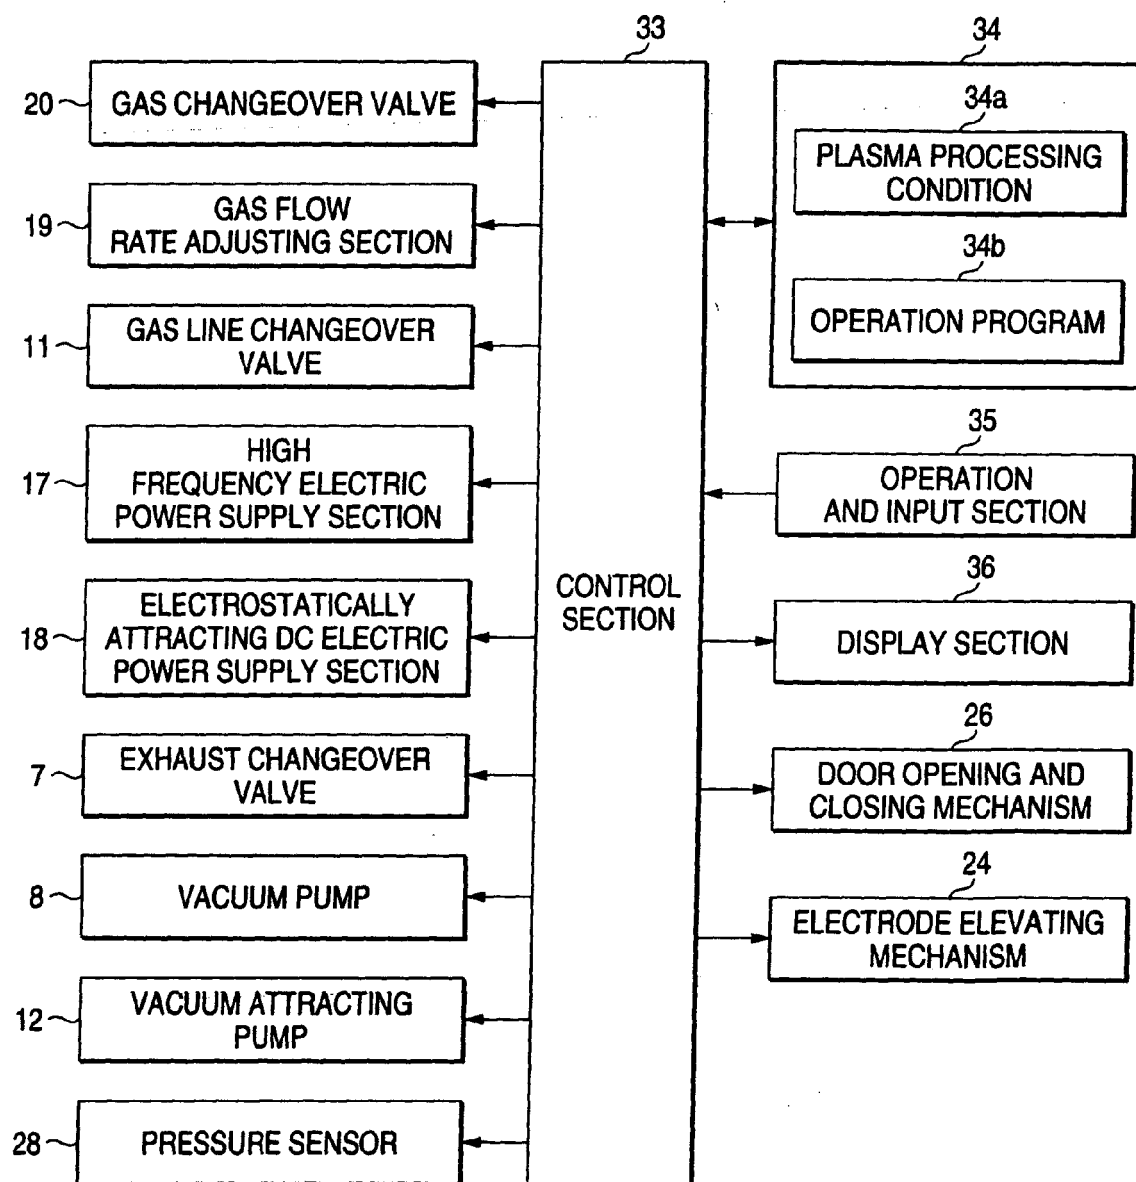 33
20
GAS CHANGEOVER VALVE
19
GAS FLOW
RATE ADJUSTING SECTION
11
GAS LINE CHANGEOVER
VALVE
17
HIGH
FREQUENCY ELECTRIC
POWER SUPPLY SECTION
18
ELECTROSTATICALLY
ATTRACTING DC ELECTRIC
POWER SUPPLY SECTION
7
EXHAUST CHANGEOVER
VALVE
8
VACUUM PUMP
12
VACUUM ATTRACTING
PUMP
28
PRESSURE SENSOR
CONTROL
SECTION
34
34a
PLASMA PROCESSING
CONDITION
34b
OPERATION PROGRAM
35
OPERATION
AND INPUT SECTION
36
DISPLAY SECTION
26
DOOR OPENING AND
CLOSING MECHANISM
24
ELECTRODE ELEVATING
MECHANISM